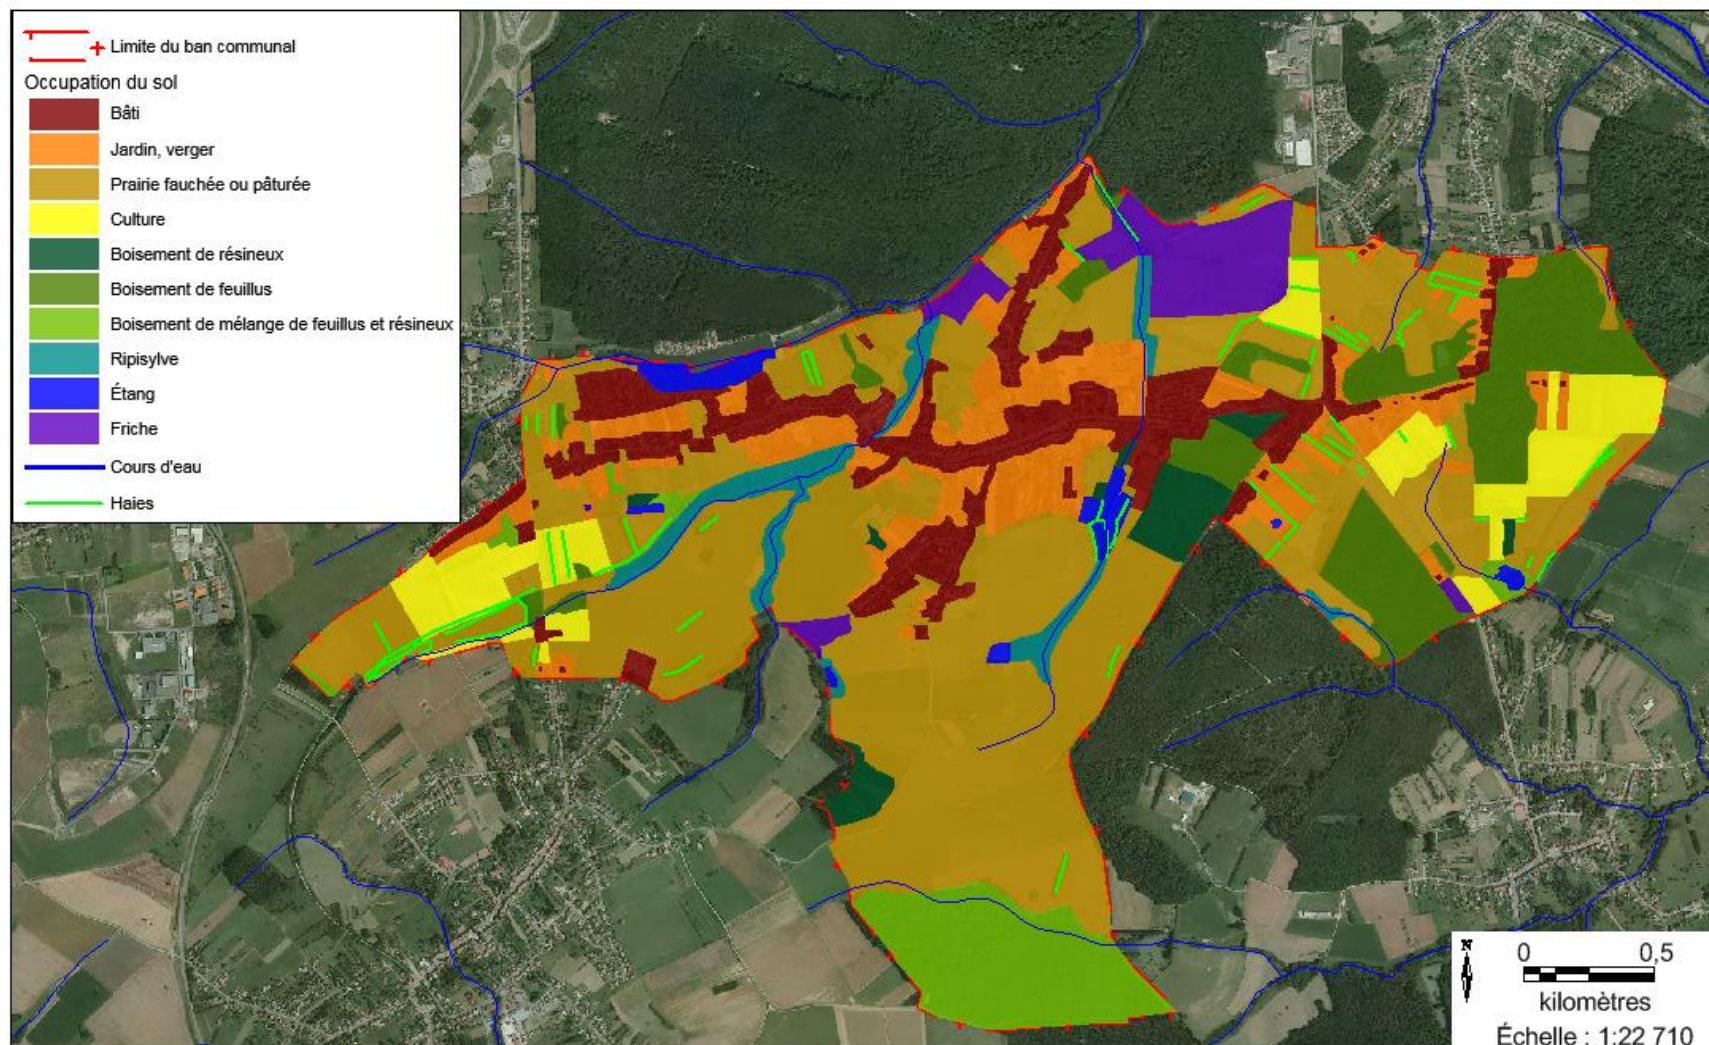 Limite du ban communal
Occupation du sol
Bâti
Jardin, verger
Prairie fauchée ou pâturée
Culture
Boisement de résineux
Boisement de feuillus
Boisement de mélange de feuillus et résineux
Ripisylve
Étang
Friche
Cours d'eau
Haies
N
0 0,5
kilomètres
Échelle : 1:22 710